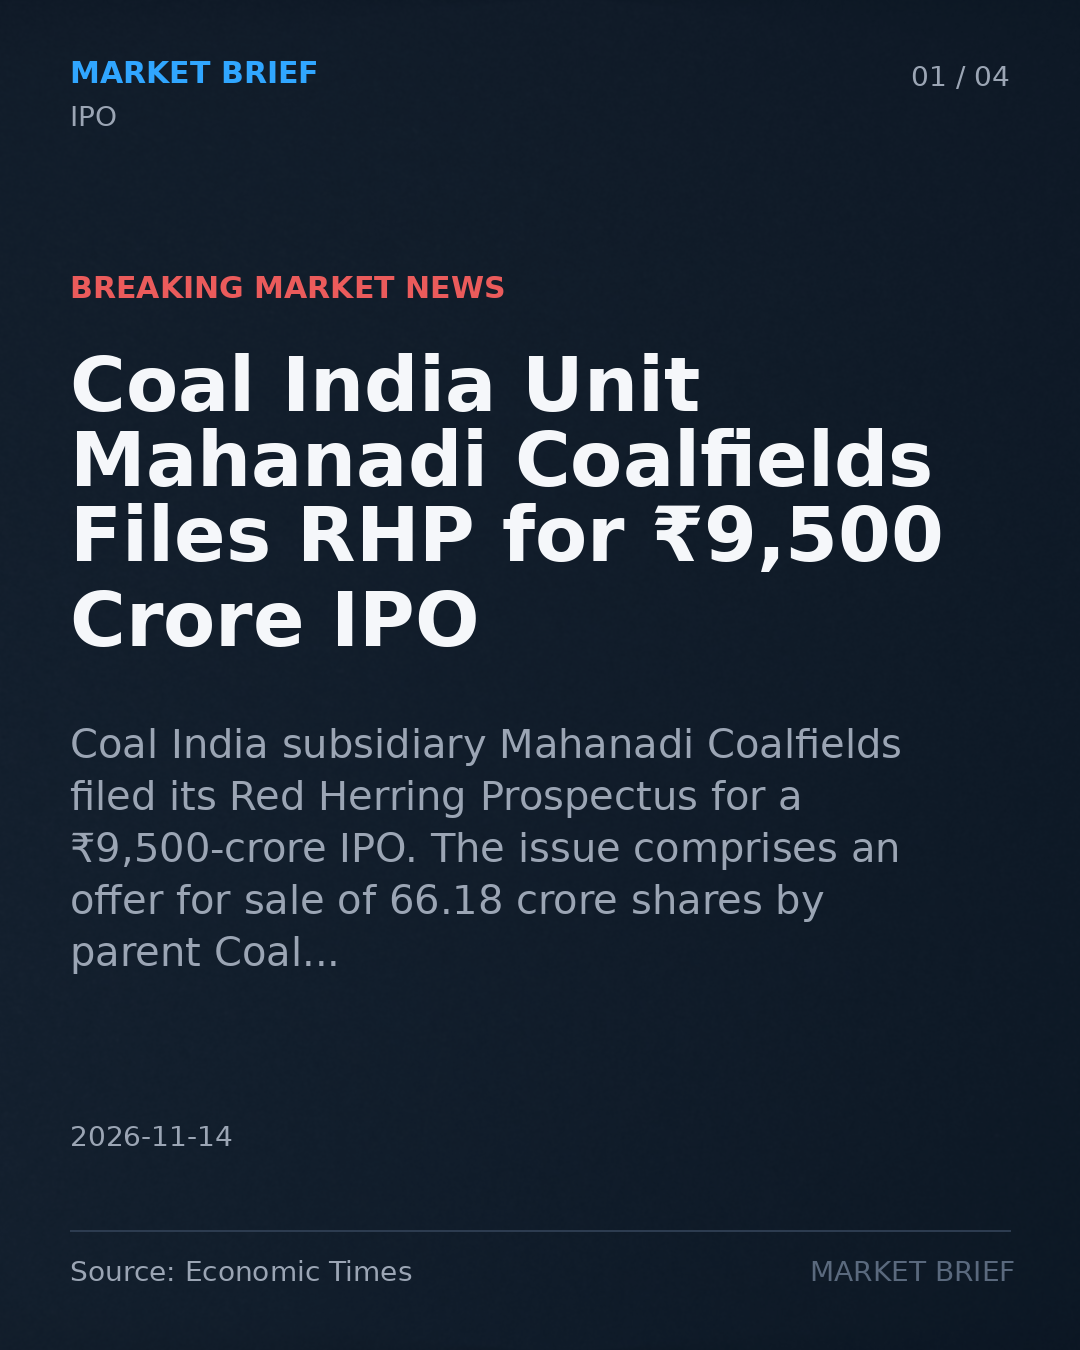 MARKET BRIEF
01 / 04
IPO
BREAKING MARKET NEWS
Coal India Unit
Mahanadi Coalfields
Files RHP for ₹9,500
Crore IPO
Coal India subsidiary Mahanadi Coalfields
filed its Red Herring Prospectus for a
₹9,500-crore IPO. The issue comprises an
offer for sale of 66.18 crore shares by
parent Coal...
2026-11-14
Source: Economic Times
MARKET BRIEF